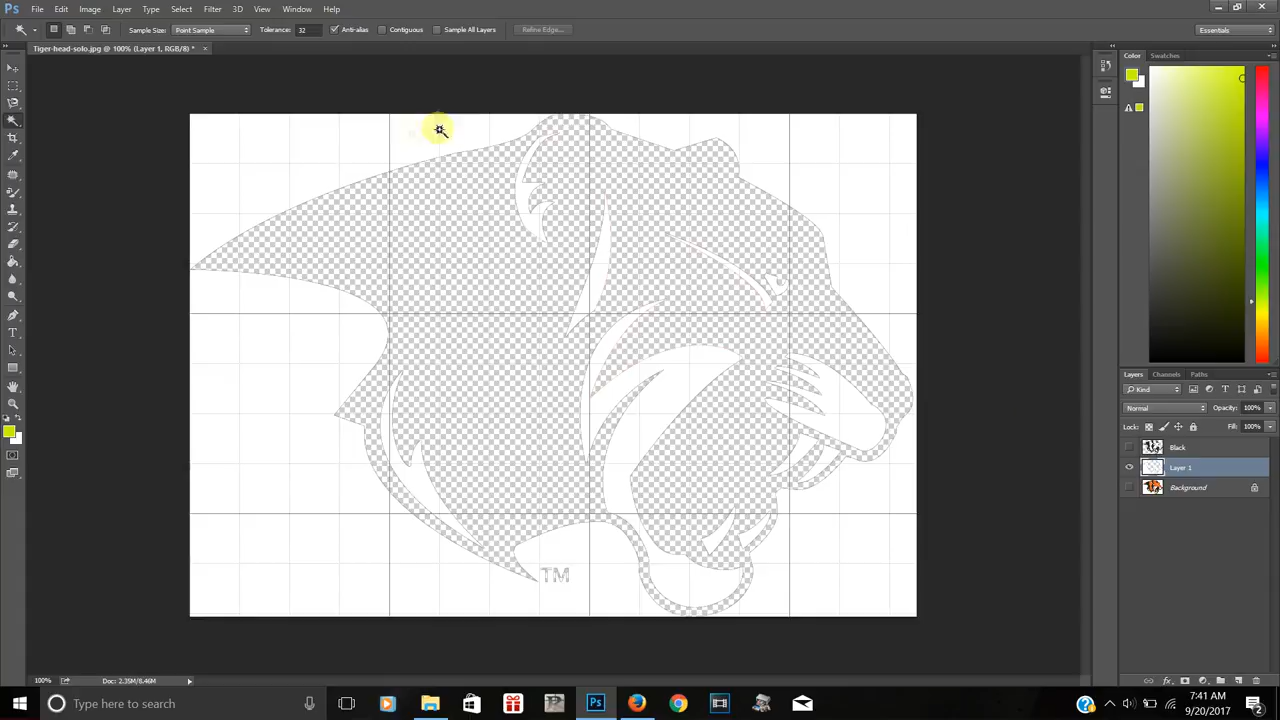 Ps File Edit Image Layer Type Select Filter 3D View Window Help
Sample Size: Point Sample Tolerance: 32 Anti-alias Contiguous Sample All Layers Refine Edge... Essentials
Tiger-head-solo.jpg @ 100% (Layer 1, RGB/8) * ×
Color Swatches
TM
Layers Channels Paths
Kind
Normal Opacity: 100%
Lock: Fill: 100%
Black
Layer 1
Background
100% Doc: 2.35M/8.46M
Type here to search
Ps
7:41 AM
9/20/2017
2